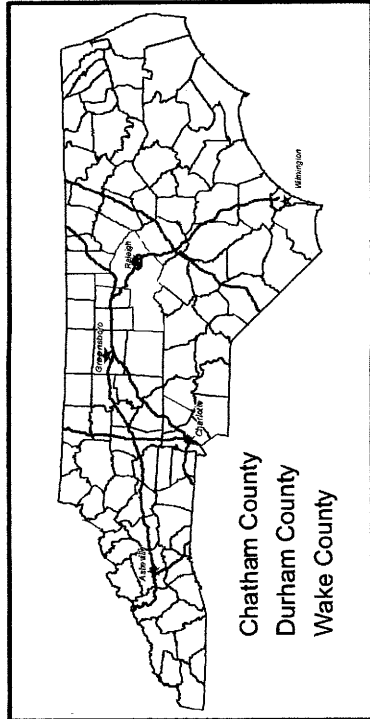 Asheville
Charlotte
Greensboro
Raleigh
Wilmington
Chatham County
Durham County
Wake County